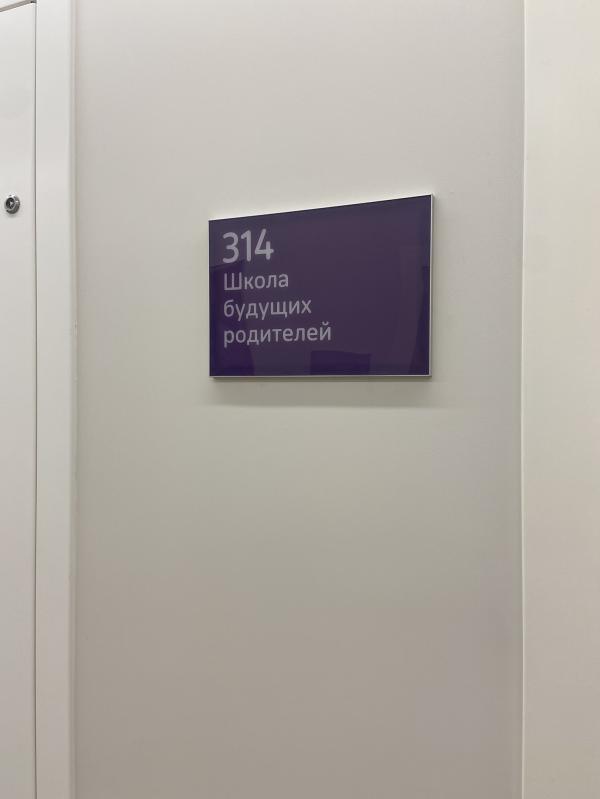 314
Школа
будущих
родителей